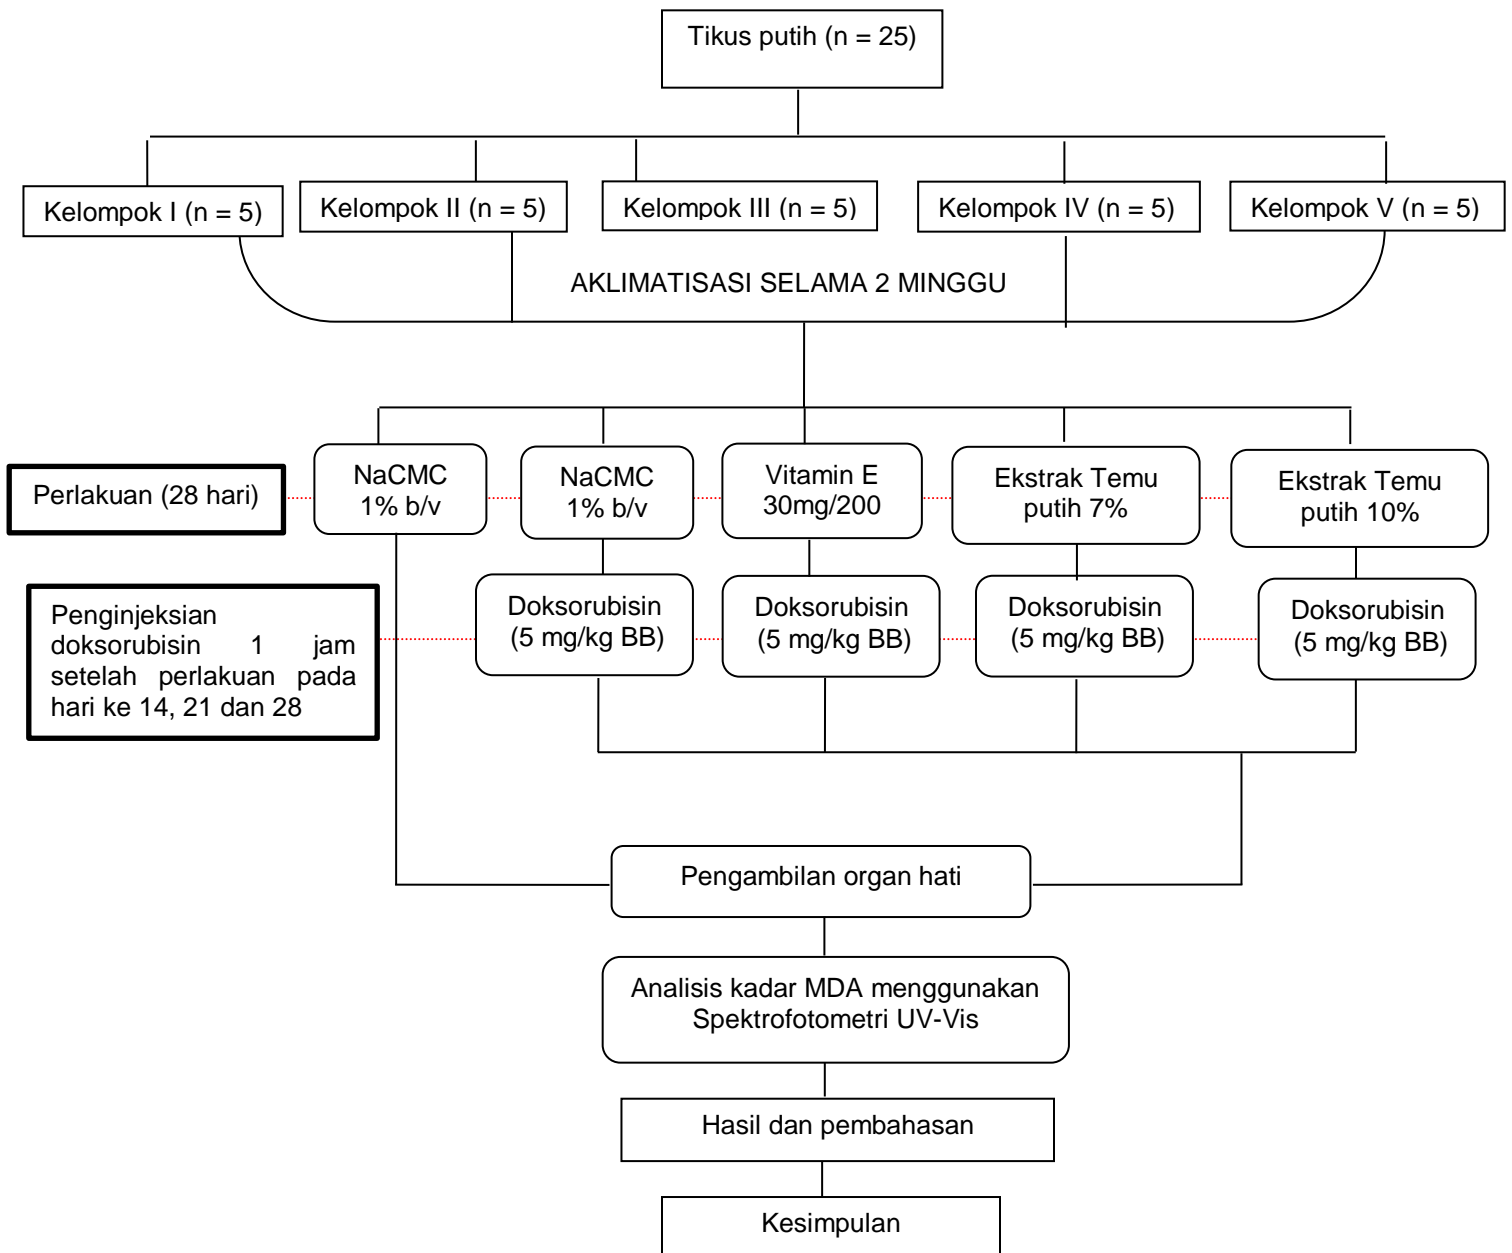 Tikus putih (n = 25)
Kelompok I (n = 5)
Kelompok II (n = 5)
Kelompok III (n = 5)
Kelompok IV (n = 5)
Kelompok V (n = 5)
AKLIMATISASI SELAMA 2 MINGGU
Perlakuan (28 hari)
NaCMC
1% b/v
NaCMC
1% b/v
Vitamin E
30mg/200
Ekstrak Temu
putih 7%
Ekstrak Temu
putih 10%
Penginjeksian
doksorubisin 1 jam
setelah perlakuan pada
hari ke 14, 21 dan 28
Doksorubisin
(5 mg/kg BB)
Doksorubisin
(5 mg/kg BB)
Doksorubisin
(5 mg/kg BB)
Doksorubisin
(5 mg/kg BB)
Pengambilan organ hati
Analisis kadar MDA menggunakan
Spektrofotometri UV-Vis
Hasil dan pembahasan
Kesimpulan